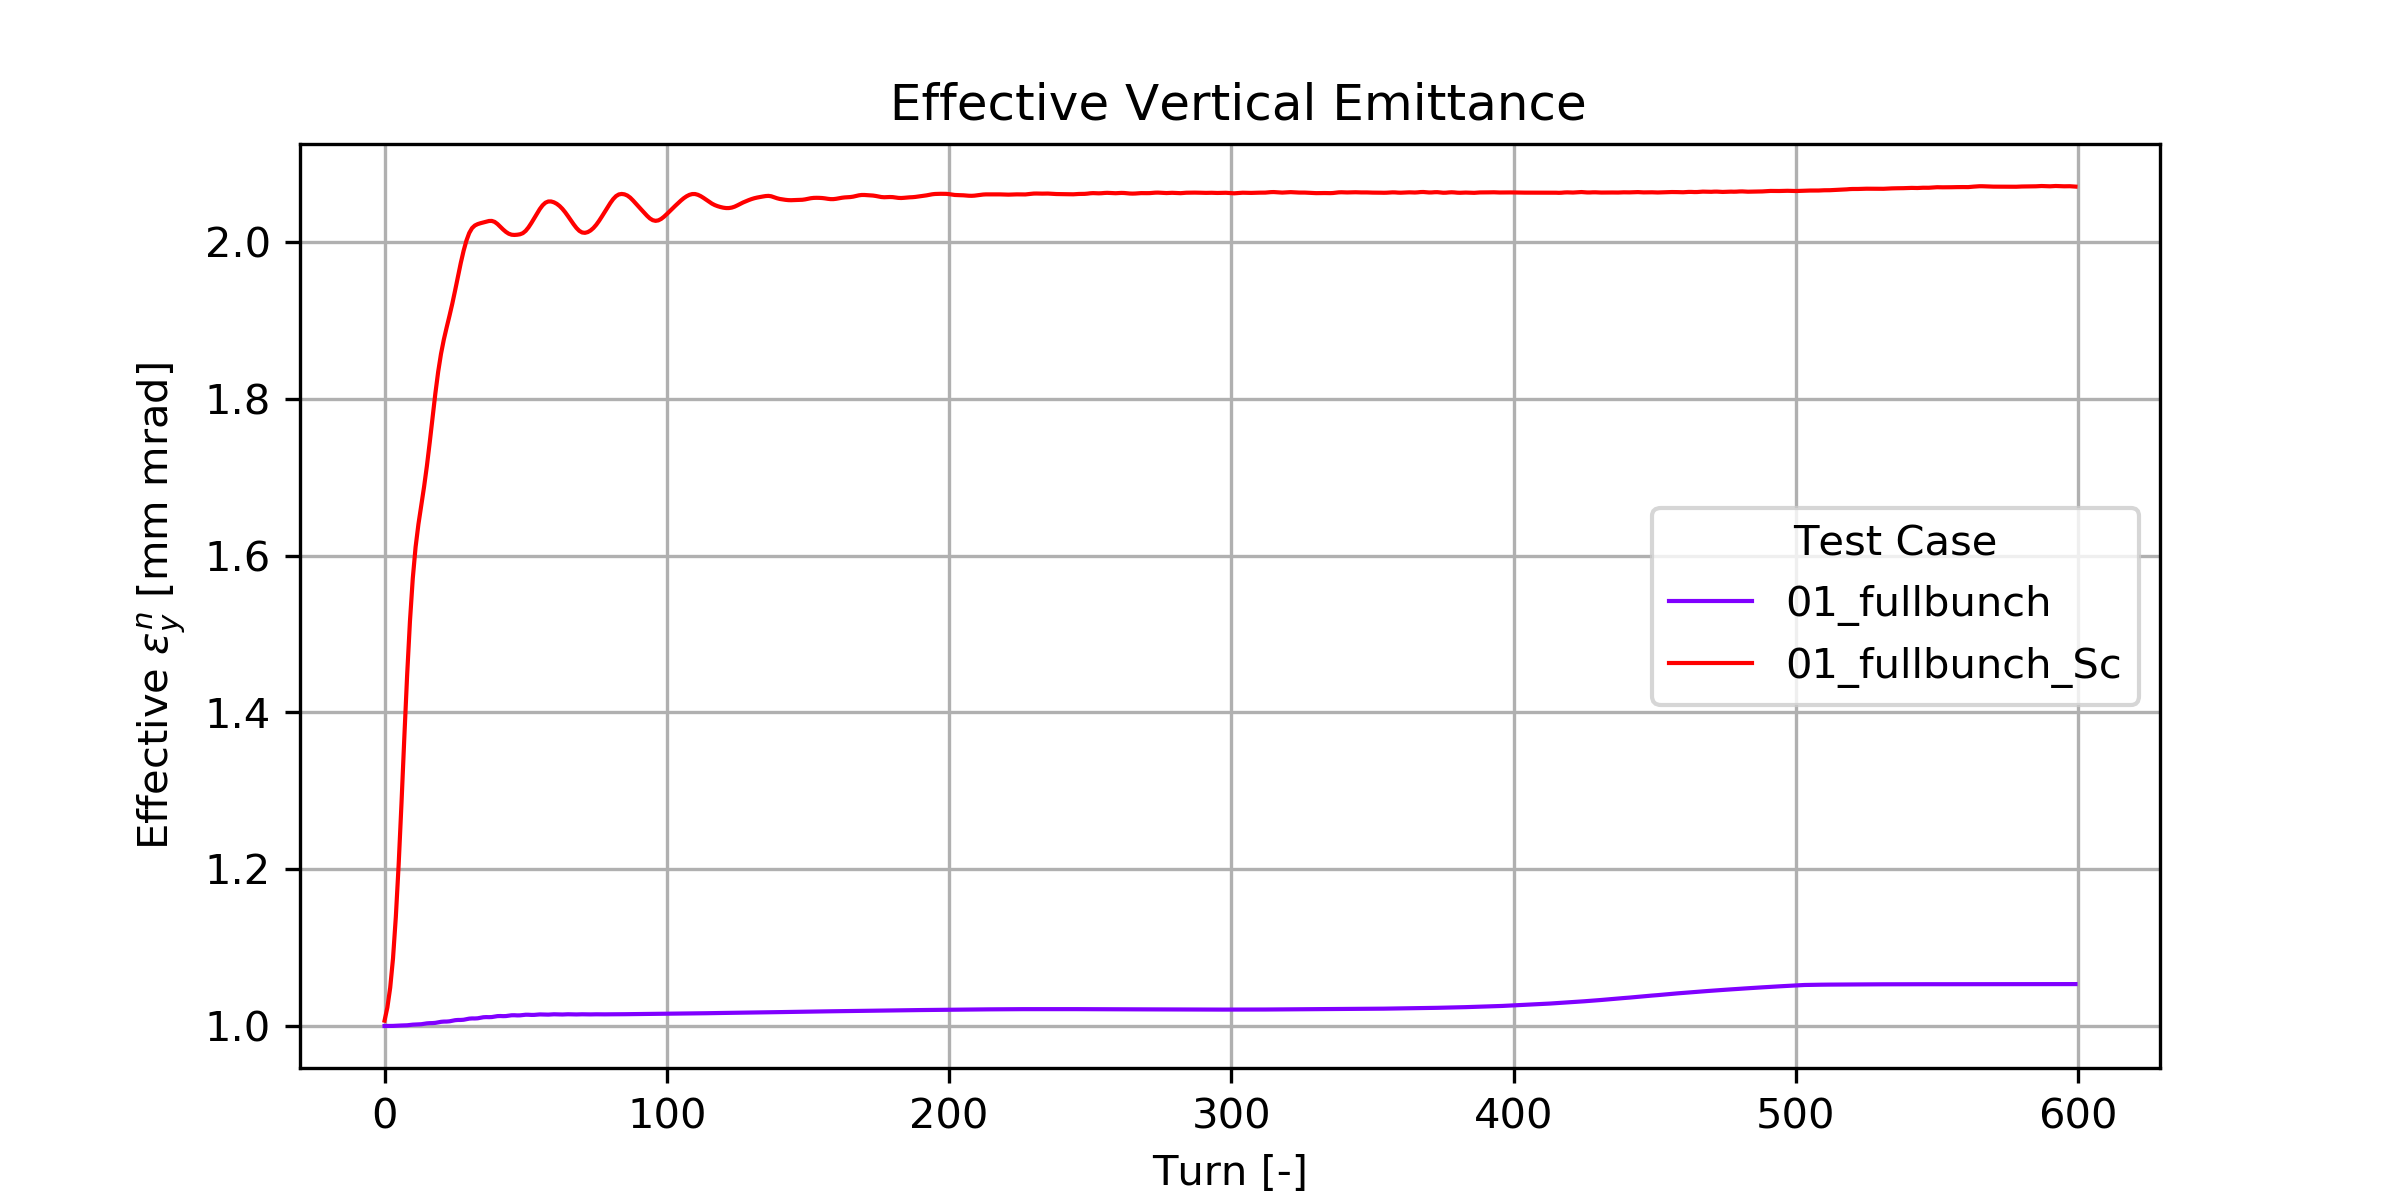 Effective Vertical Emittance
Effective ε_y^n [mm mrad]
2.0
1.8
1.6
1.4
1.2
1.0
Test Case
01_fullbunch
01_fullbunch_Sc
0 100 200 300 400 500 600
Turn [-]